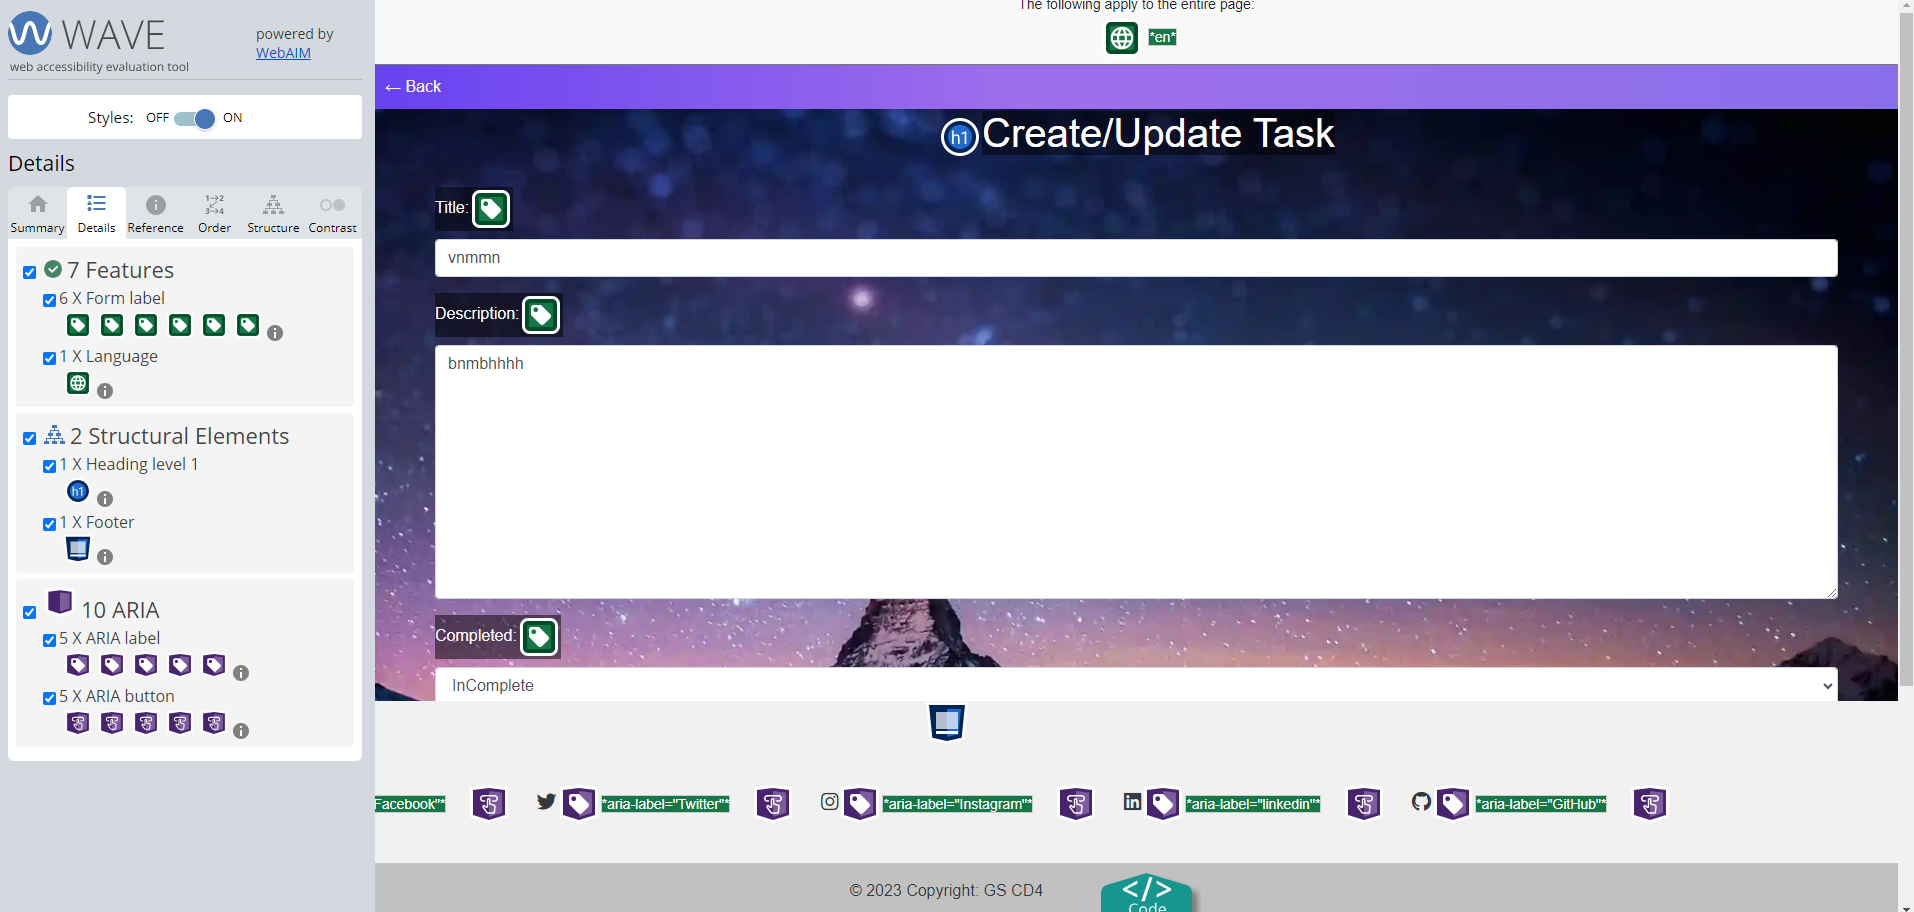 WAVE
powered by
WebAIM
web accessibility evaluation tool
Styles: OFF ON
Details
Summary Details Reference Order Structure Contrast
7 Features
6 X Form label
1 X Language
2 Structural Elements
1 X Heading level 1
h1
1 X Footer
10 ARIA
5 X ARIA label
5 X ARIA button
The following apply to the entire page:
*en*
← Back
h1 Create/Update Task
Title:
vnmmn
Description:
bnmbhhhh
Completed:
InComplete
Facebook"* *aria-label="Twitter"* *aria-label="Instagram"* *aria-label="linkedin"* *aria-label="GitHub"*
© 2023 Copyright: GS CD4
</>
Code